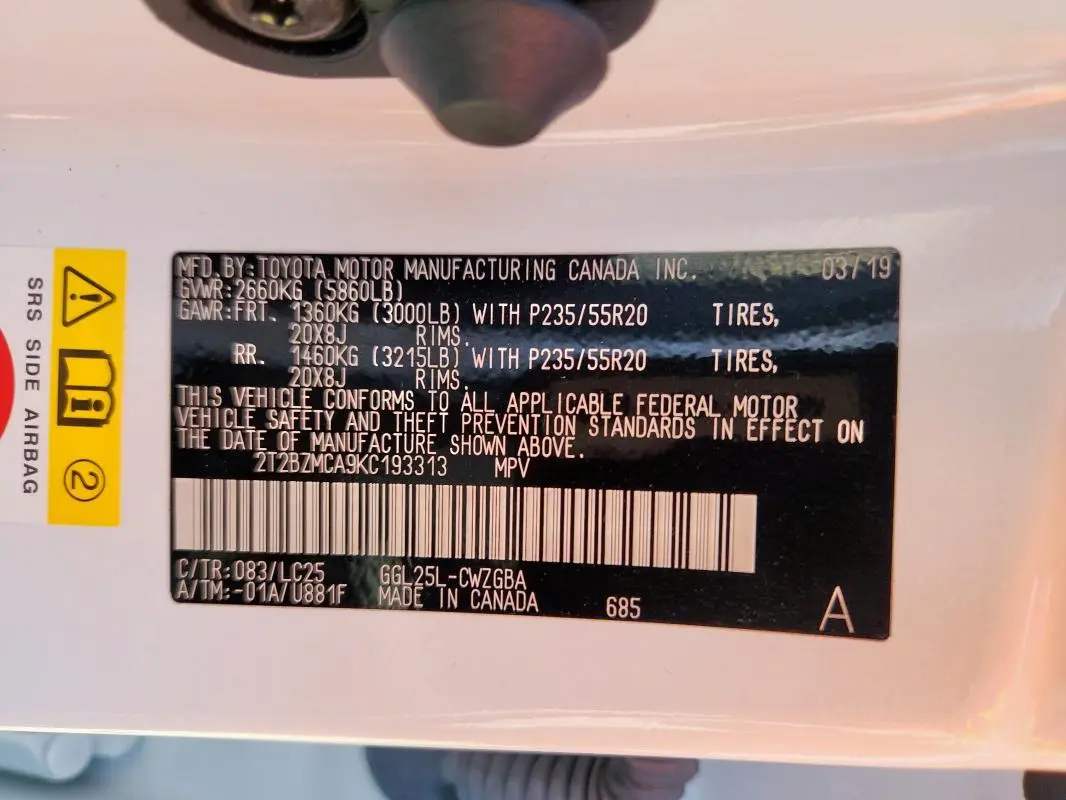 MFD.BY:TOYOTA MOTOR MANUFACTURING CANADA INC. 03/19
GVWR:2660KG (5860LB)
GAWR:FRT. 1360KG (3000LB) WITH P235/55R20 TIRES,
20X8J RIMS.
RR. 1460KG (3215LB) WITH P235/55R20 TIRES,
20X8J RIMS.
THIS VEHICLE CONFORMS TO ALL APPLICABLE FEDERAL MOTOR
VEHICLE SAFETY AND THEFT PREVENTION STANDARDS IN EFFECT ON
THE DATE OF MANUFACTURE SHOWN ABOVE.
2T2BZMCA9KC193313 MPV
C/TR:083/LC25 GGL25L-CWZGBA
A/TM:-01A/U881F MADE IN CANADA 685 A
SRS SIDE AIRBAG
2